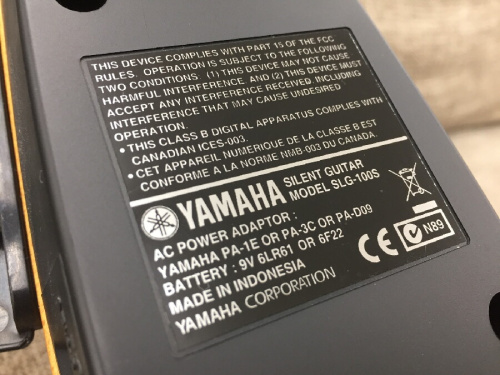 THIS DEVICE COMPLIES WITH PART 15 OF THE FCC
RULES. OPERATION IS SUBJECT TO THE FOLLOWING
TWO CONDITIONS. (1) THIS DEVICE MAY NOT CAUSE
HARMFUL INTERFERENCE, AND (2) THIS DEVICE MUST
ACCEPT ANY INTERFERENCE RECEIVED, INCLUDING
INTERFERENCE THAT MAY CAUSE UNDESIRED
OPERATION.
• THIS CLASS B DIGITAL APPARATUS COMPLIES WITH
CANADIAN ICES-003.
• CET APPAREIL NUMERIQUE DE LA CLASSE B EST
CONFORME A LA NORME NMB-003 DU CANADA.
YAMAHA SILENT GUITAR
MODEL SLG-100S
AC POWER ADAPTOR :
YAMAHA PA-1E OR PA-3C OR PA-D09
BATTERY : 9V 6LR61 OR 6F22
MADE IN INDONESIA
YAMAHA CORPORATION
CE N89